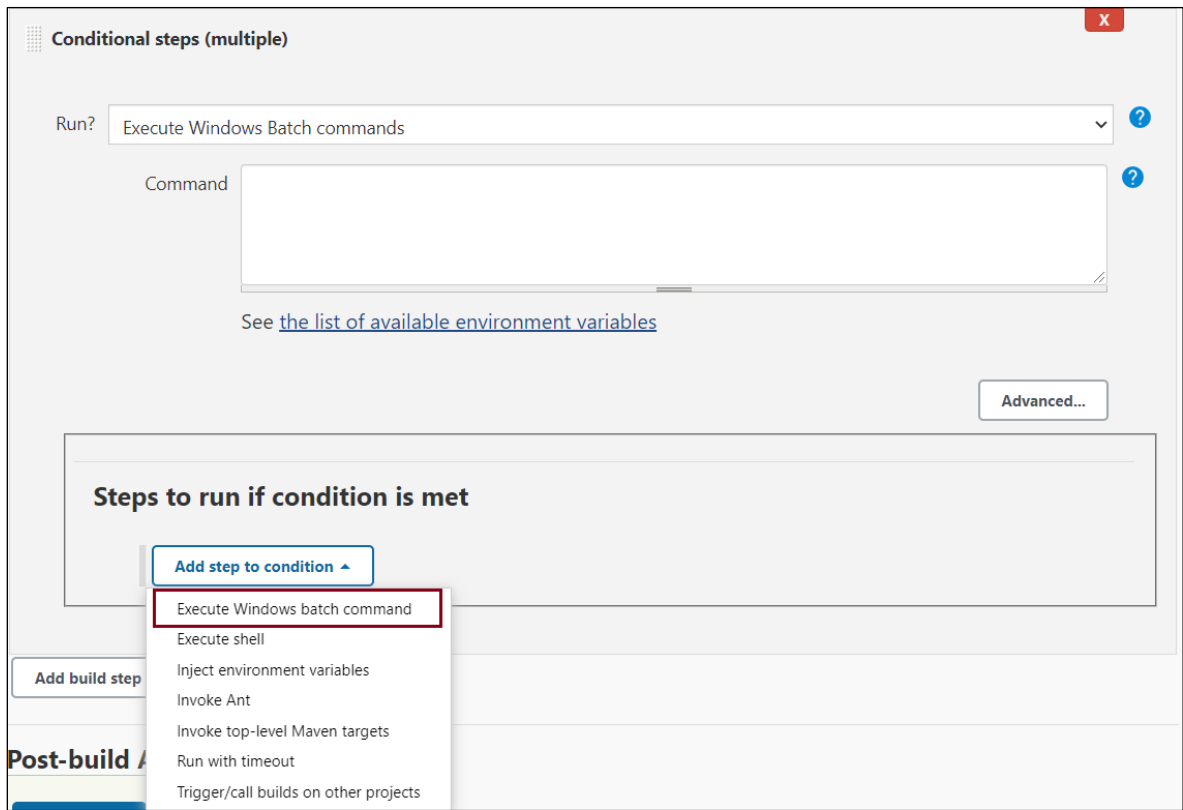 X
Conditional steps (multiple)
Run?
Execute Windows Batch commands
?
Command
?
See the list of available environment variables
Advanced...
Steps to run if condition is met
Add step to condition
Execute Windows batch command
Execute shell
Inject environment variables
Add build step
Invoke Ant
Invoke top-level Maven targets
Post-build
Run with timeout
Trigger/call builds on other projects